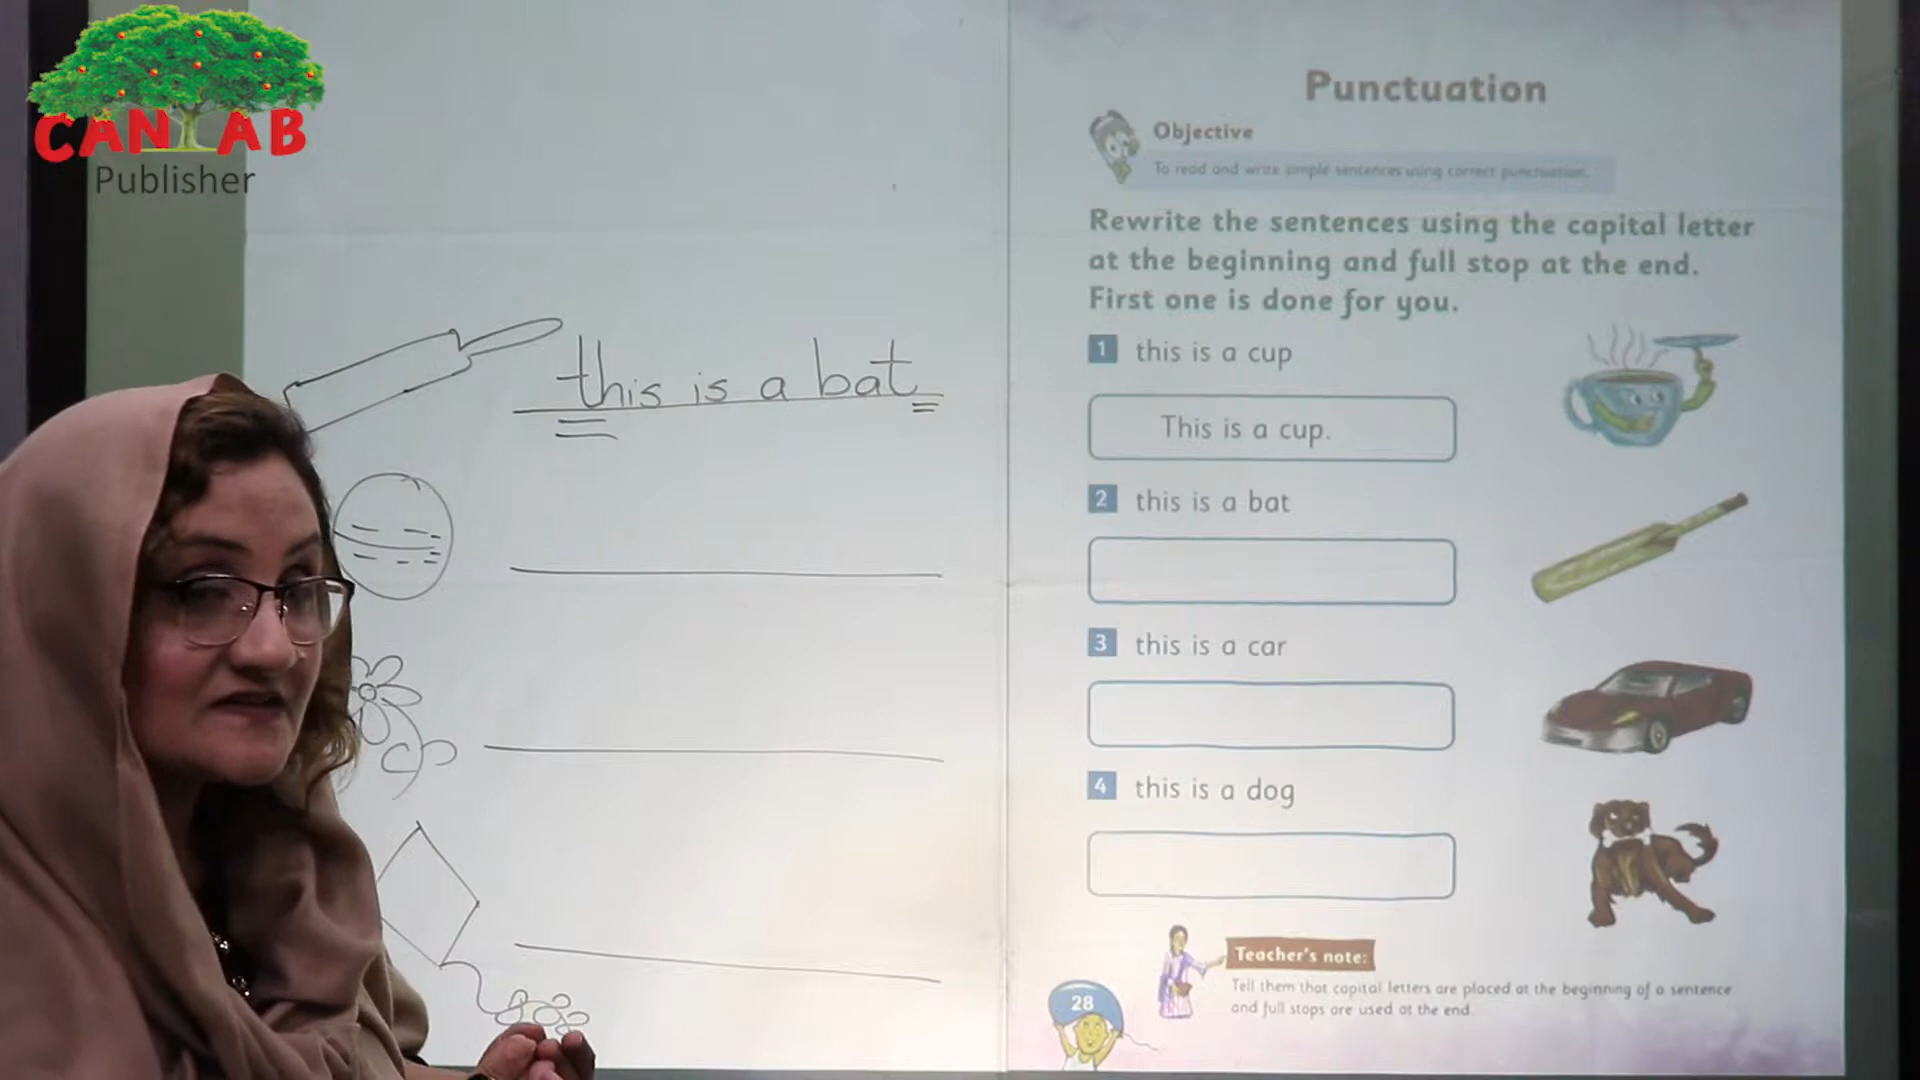 CANLAB
Publisher
this is a bat
Punctuation
Objective
To read and write simple sentences using correct punctuation.
Rewrite the sentences using the capital letter
at the beginning and full stop at the end.
First one is done for you.
1 this is a cup
This is a cup.
2 this is a bat
3 this is a car
4 this is a dog
Teacher's note:
Tell them that capital letters are placed at the beginning of a sentence
and full stops are used at the end.
28